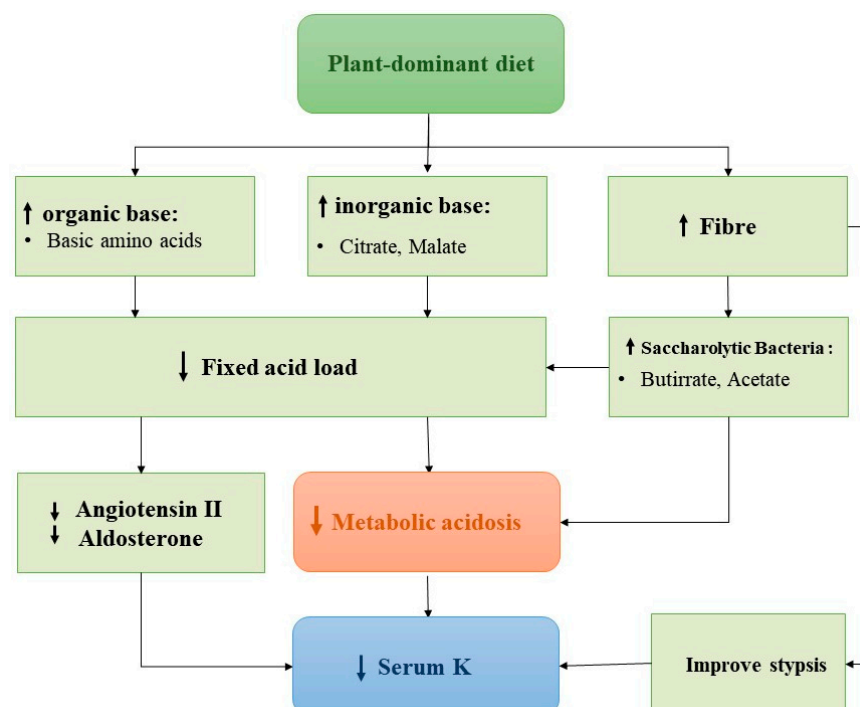 Plant-dominant diet
↑ organic base:
• Basic amino acids
↑ inorganic base:
• Citrate, Malate
↑ Fibre
↓ Fixed acid load
↑ Saccharolytic Bacteria :
• Butirrate, Acetate
↓ Angiotensin II
↓ Aldosterone
↓ Metabolic acidosis
↓ Serum K
Improve stypsis